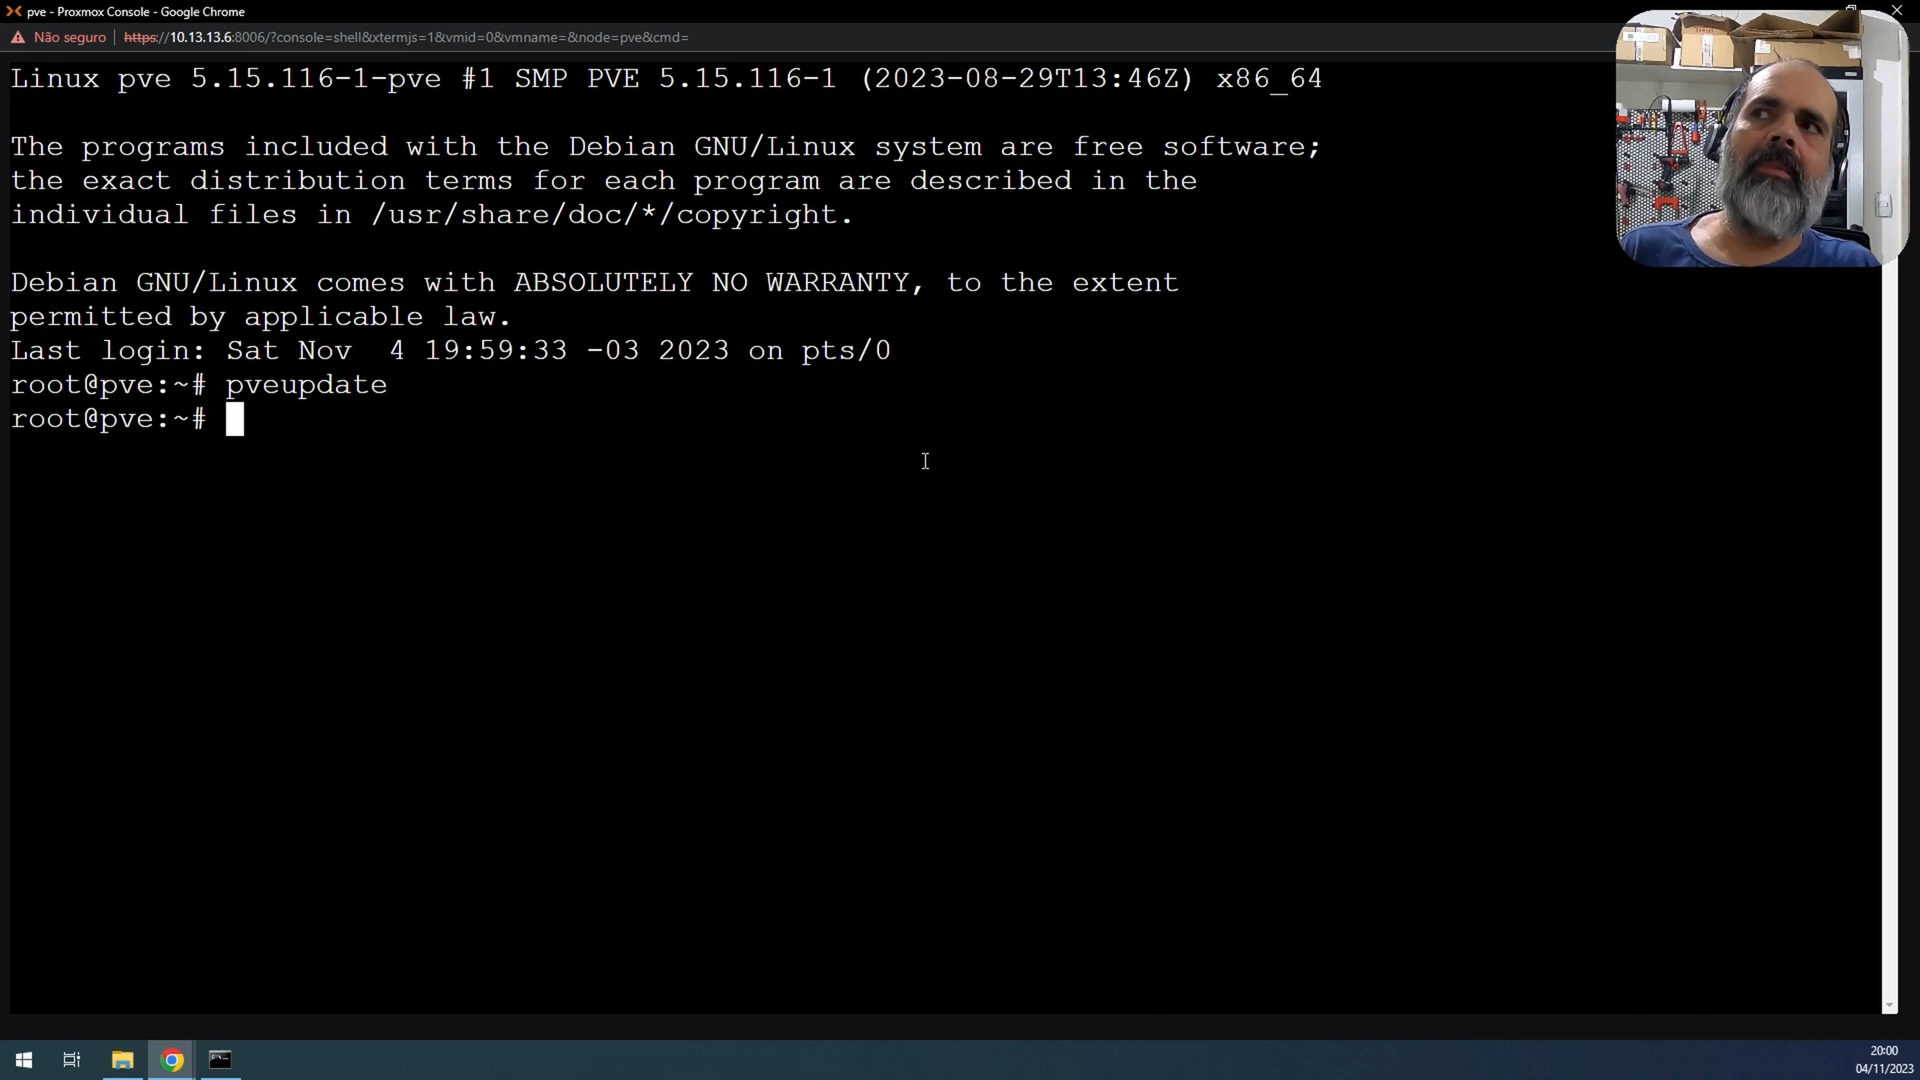 pve - Proxmox Console - Google Chrome
Não seguro | https://10.13.13.6:8006/?console=shell&xtermjs=1&vmid=0&vmname=&node=pve&cmd=
Linux pve 5.15.116-1-pve #1 SMP PVE 5.15.116-1 (2023-08-29T13:46Z) x86_64
The programs included with the Debian GNU/Linux system are free software;
the exact distribution terms for each program are described in the
individual files in /usr/share/doc/*/copyright.
Debian GNU/Linux comes with ABSOLUTELY NO WARRANTY, to the extent
permitted by applicable law.
Last login: Sat Nov  4 19:59:33 -03 2023 on pts/0
root@pve:~# pveupdate
root@pve:~#
20:00
04/11/2023